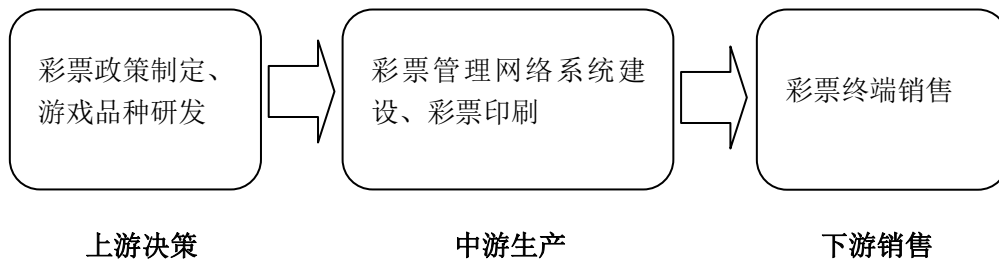 彩票政策制定、
游戏品种研发
彩票管理网络系统建
设、彩票印刷
彩票终端销售
上游决策
中游生产
下游销售